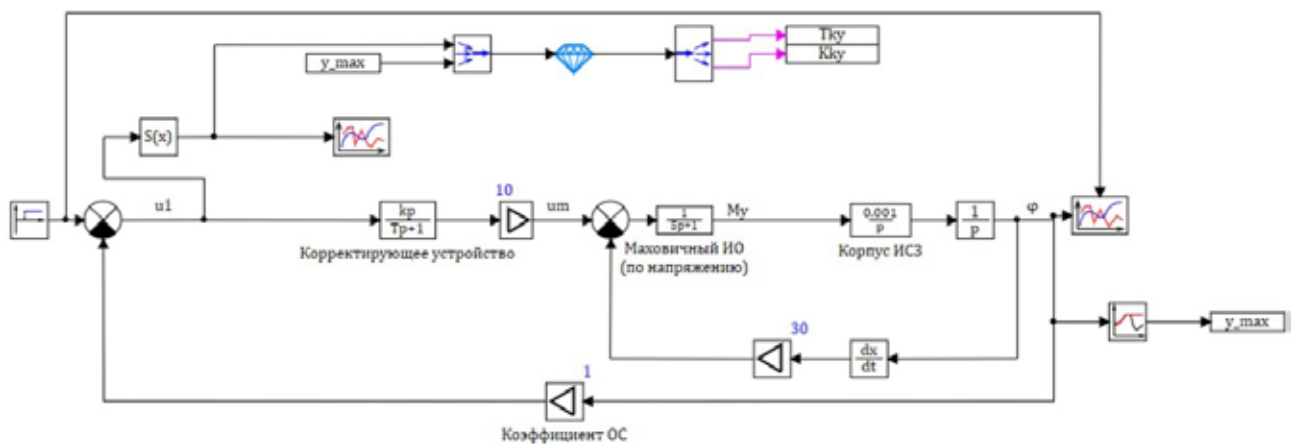 Tky
y_max
Kky
S(x)
10
u1
kp
Tp+1
um
1
5p+1
My
0.001
p
1
p
φ
Корректирующее устройство
Маховичный ИО
(по напряжению)
Корпус ИСЗ
30
y_max
dx
dt
1
Коэффициент ОС